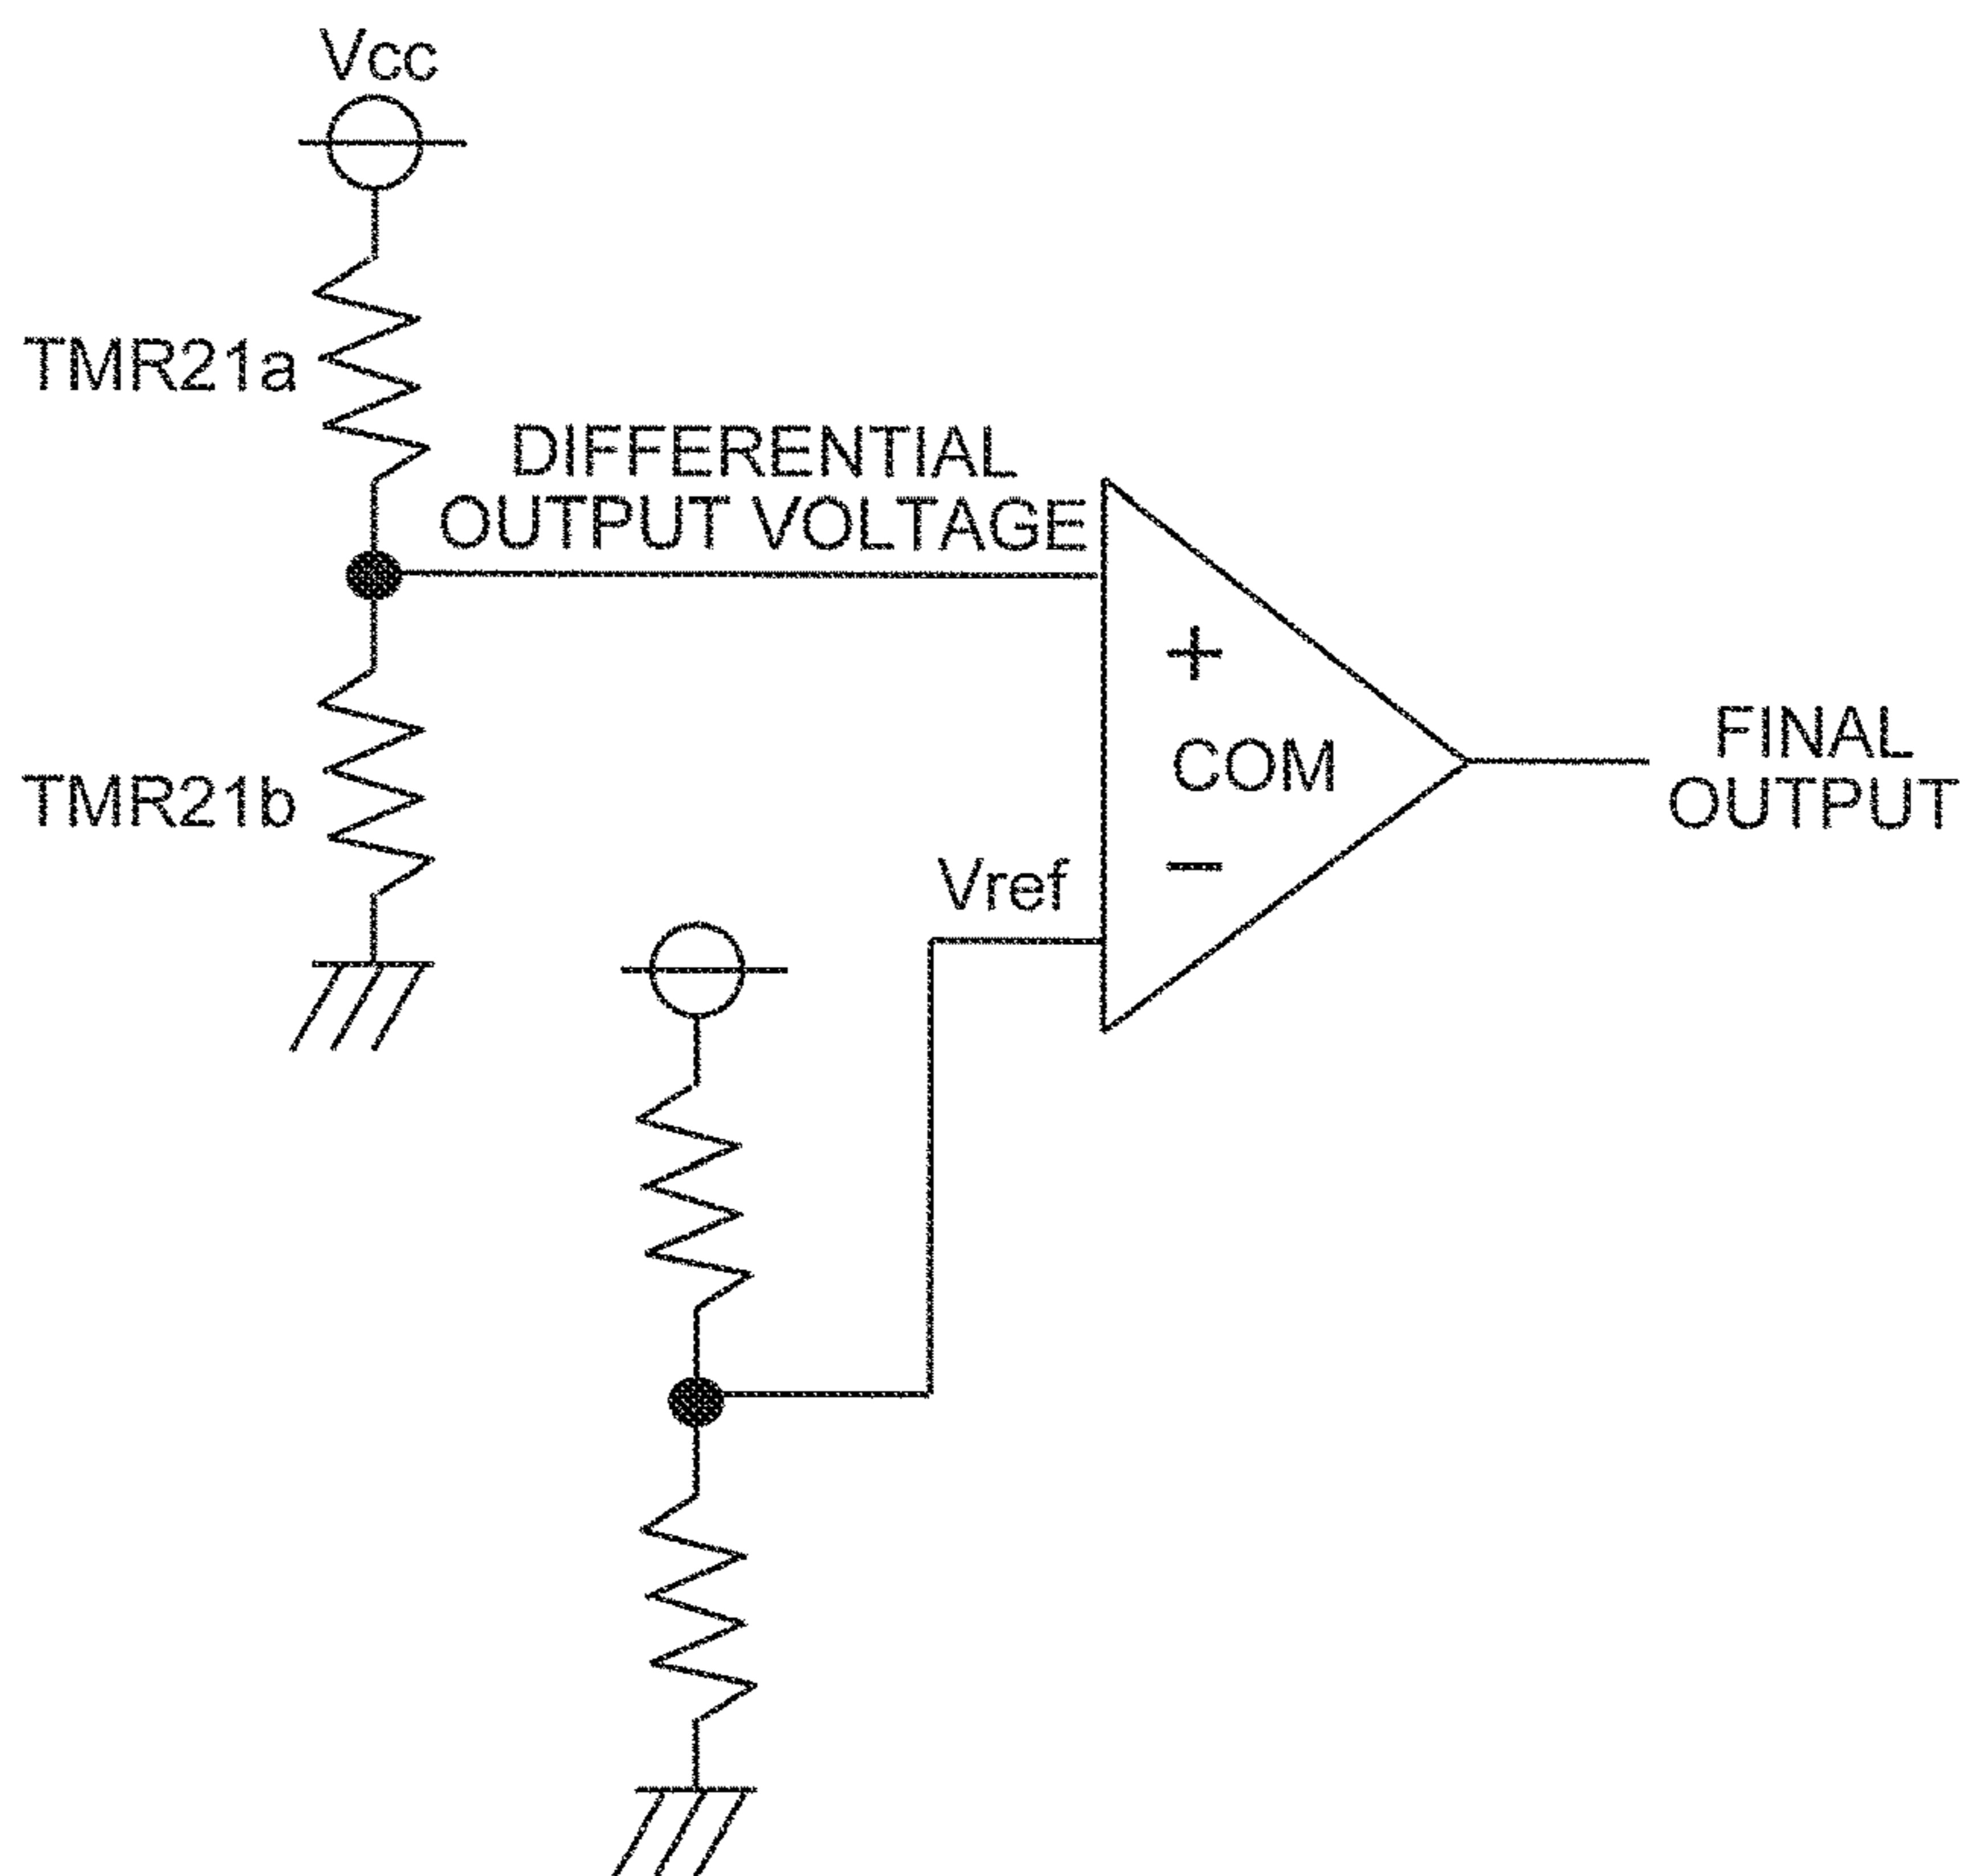 Vcc
TMR21a
DIFFERENTIAL
OUTPUT VOLTAGE
+
COM
−
TMR21b
Vref
FINAL
OUTPUT